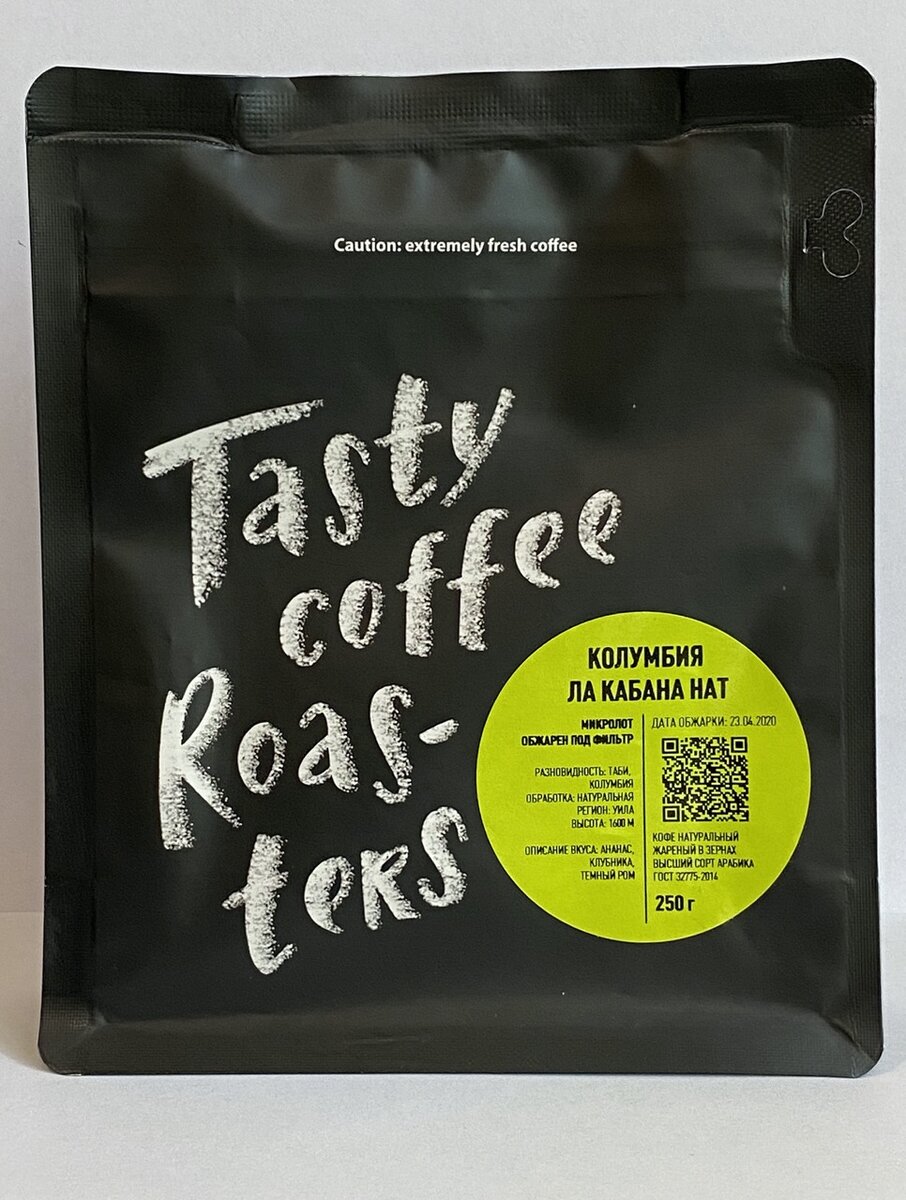 Caution: extremely fresh coffee
Tasty
coffee
Roas-
ters
КОЛУМБИЯ
ЛА КАБАНА НАТ
МИКРОЛОТ
ОБЖАРЕН ПОД ФИЛЬТР
РАЗНОВИДНОСТЬ: ТАБИ,
КОЛУМБИЯ
ОБРАБОТКА: НАТУРАЛЬНАЯ
РЕГИОН: УИЛА
ВЫСОТА: 1600 М
ОПИСАНИЕ ВКУСА: АНАНАС,
КЛУБНИКА,
ТЕМНЫЙ РОМ
ДАТА ОБЖАРКИ: 23.04.2020
КОФЕ НАТУРАЛЬНЫЙ
ЖАРЕНЫЙ В ЗЕРНАХ
ВЫСШИЙ СОРТ АРАБИКА
ГОСТ 32775-2014
250 г